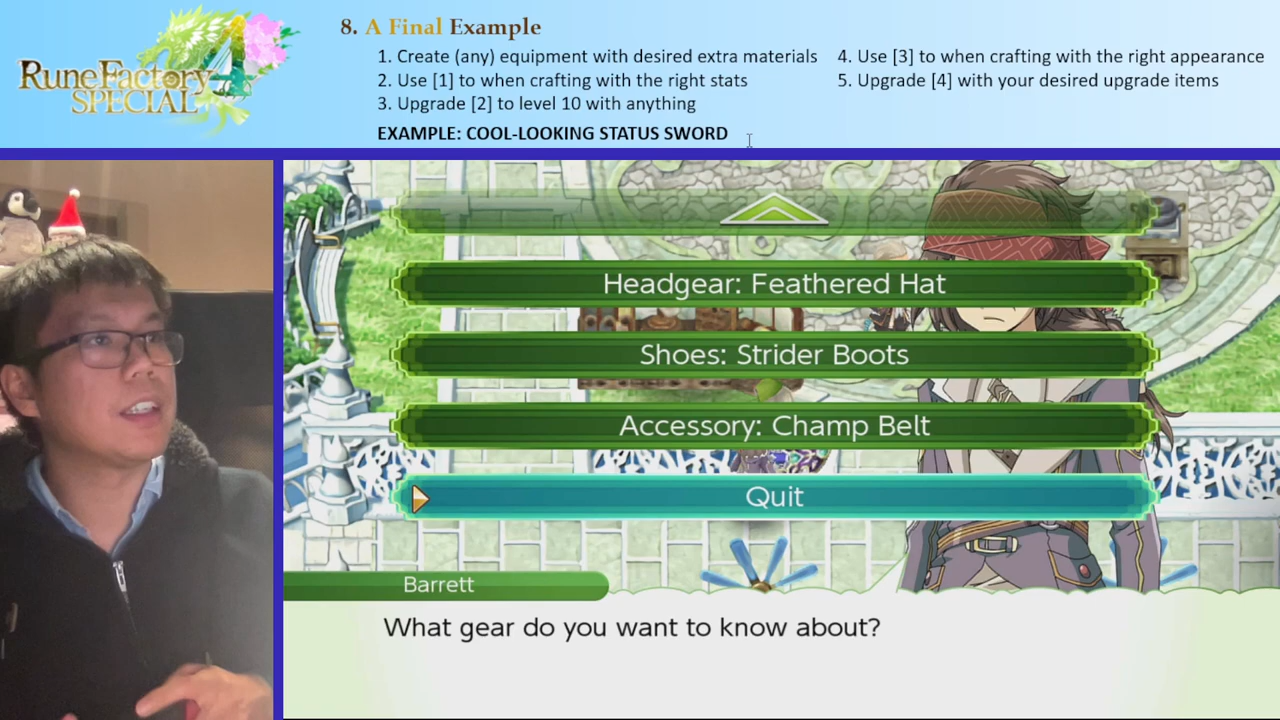 RuneFactory 4
SPECIAL
8. A Final Example
1. Create (any) equipment with desired extra materials
2. Use [1] to when crafting with the right stats
3. Upgrade [2] to level 10 with anything
4. Use [3] to when crafting with the right appearance
5. Upgrade [4] with your desired upgrade items
EXAMPLE: COOL-LOOKING STATUS SWORD
Headgear: Feathered Hat
Shoes: Strider Boots
Accessory: Champ Belt
Quit
Barrett
What gear do you want to know about?